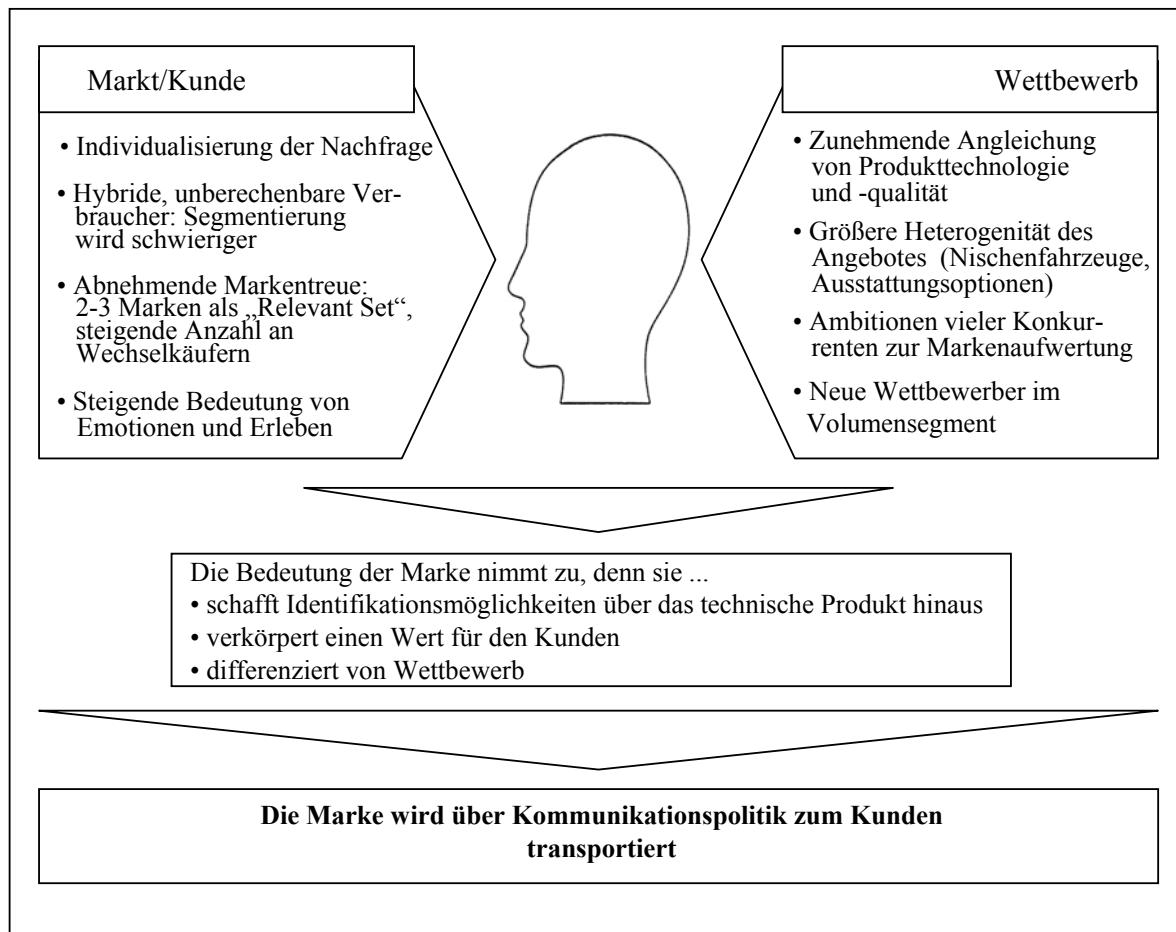 Markt/Kunde
• Individualisierung der Nachfrage
• Hybride, unberechenbare Ver-
braucher: Segmentierung
wird schwieriger
• Abnehmende Markentreue:
2-3 Marken als „Relevant Set“,
steigende Anzahl an
Wechselkäufern
• Steigende Bedeutung von
Emotionen und Erleben
Wettbewerb
• Zunehmende Angleichung
von Produkttechnologie
und -qualität
• Größere Heterogenität des
Angebotes (Nischenfahrzeuge,
Ausstattungsoptionen)
• Ambitionen vieler Konkur-
renten zur Markenaufwertung
• Neue Wettbewerber im
Volumensegment
Die Bedeutung der Marke nimmt zu, denn sie ...
• schafft Identifikationsmöglichkeiten über das technische Produkt hinaus
• verkörpert einen Wert für den Kunden
• differenziert von Wettbewerb
Die Marke wird über Kommunikationspolitik zum Kunden
transportiert